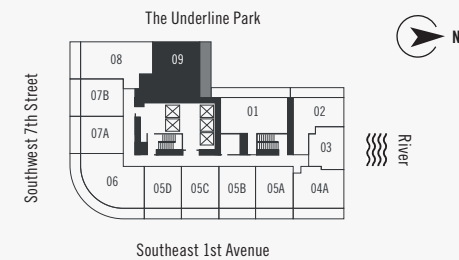 The Underline Park
N
08
09
07B
01
02
Southwest 7th Street
07A
03
River
06
05D
05C
05B
05A
04A
Southeast 1st Avenue